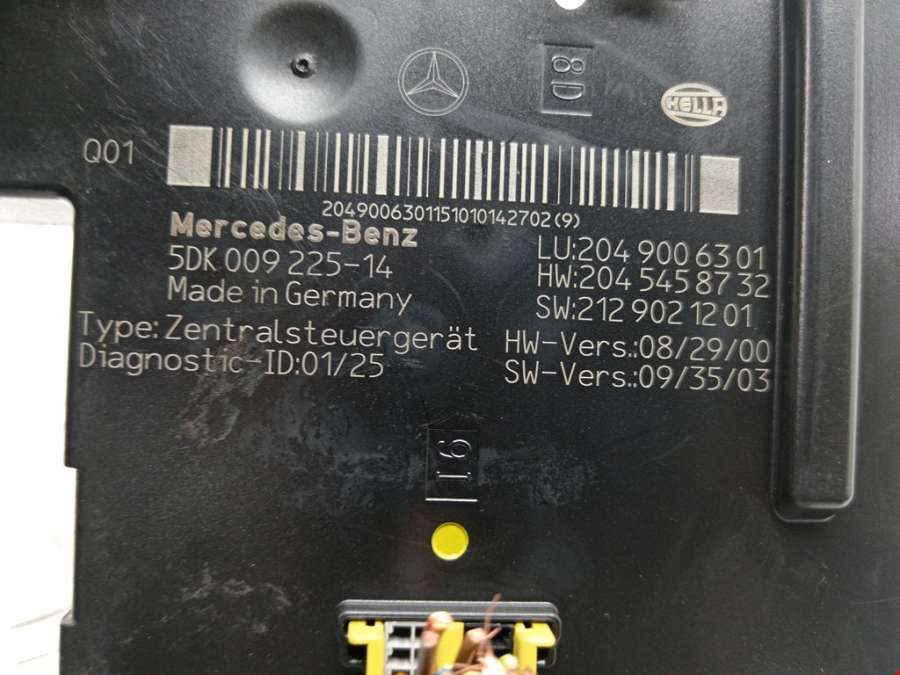 8D
HELLA
Q01
204900630115101014 2702(9)
Mercedes-Benz
5DK 009 225-14
Made in Germany
LU:204 900 63 01
HW:204 545 87 32
SW:212 902 12 01
Type: Zentralsteuergerät
Diagnostic-ID:01/25
HW-Vers.:08/29/00
SW-Vers.:09/35/03